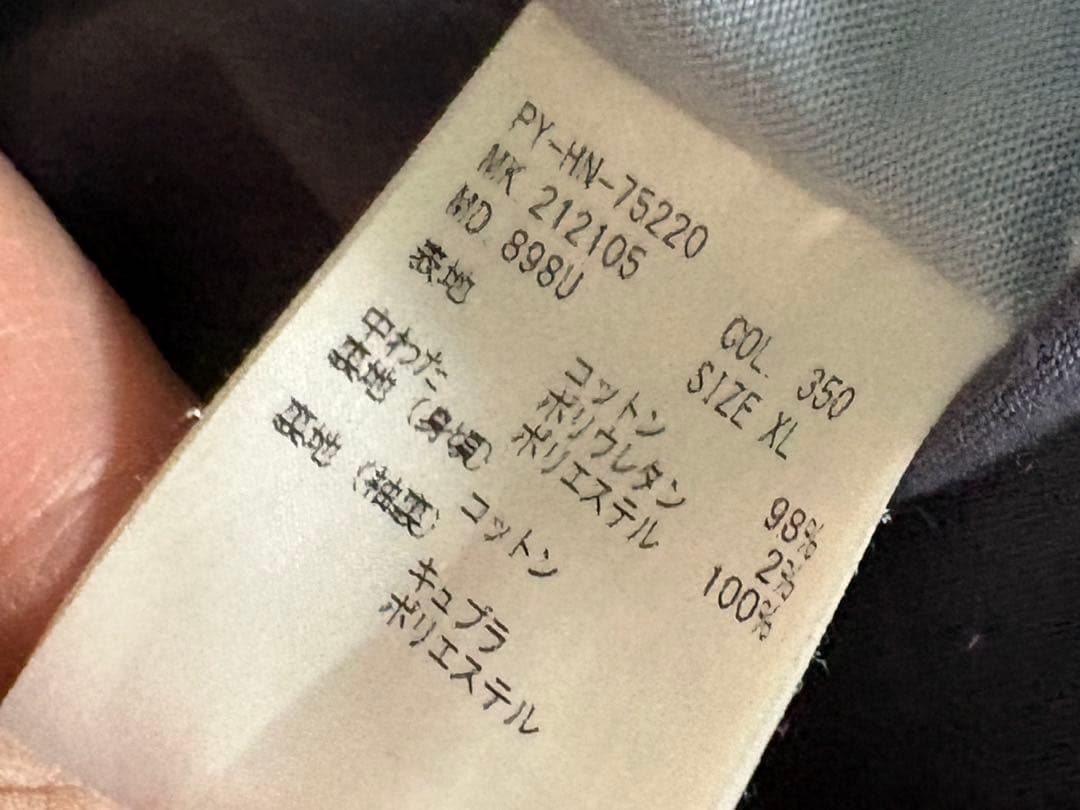 PY-HN-75220
MK 212105 COL. 350
MD 898U SIZE XL
表地 コットン 98%
ポリウレタン 2%
中わた ポリエステル 100%
裏地(身頃) コットン
裏地(袖裏) キュプラ
ポリエステル